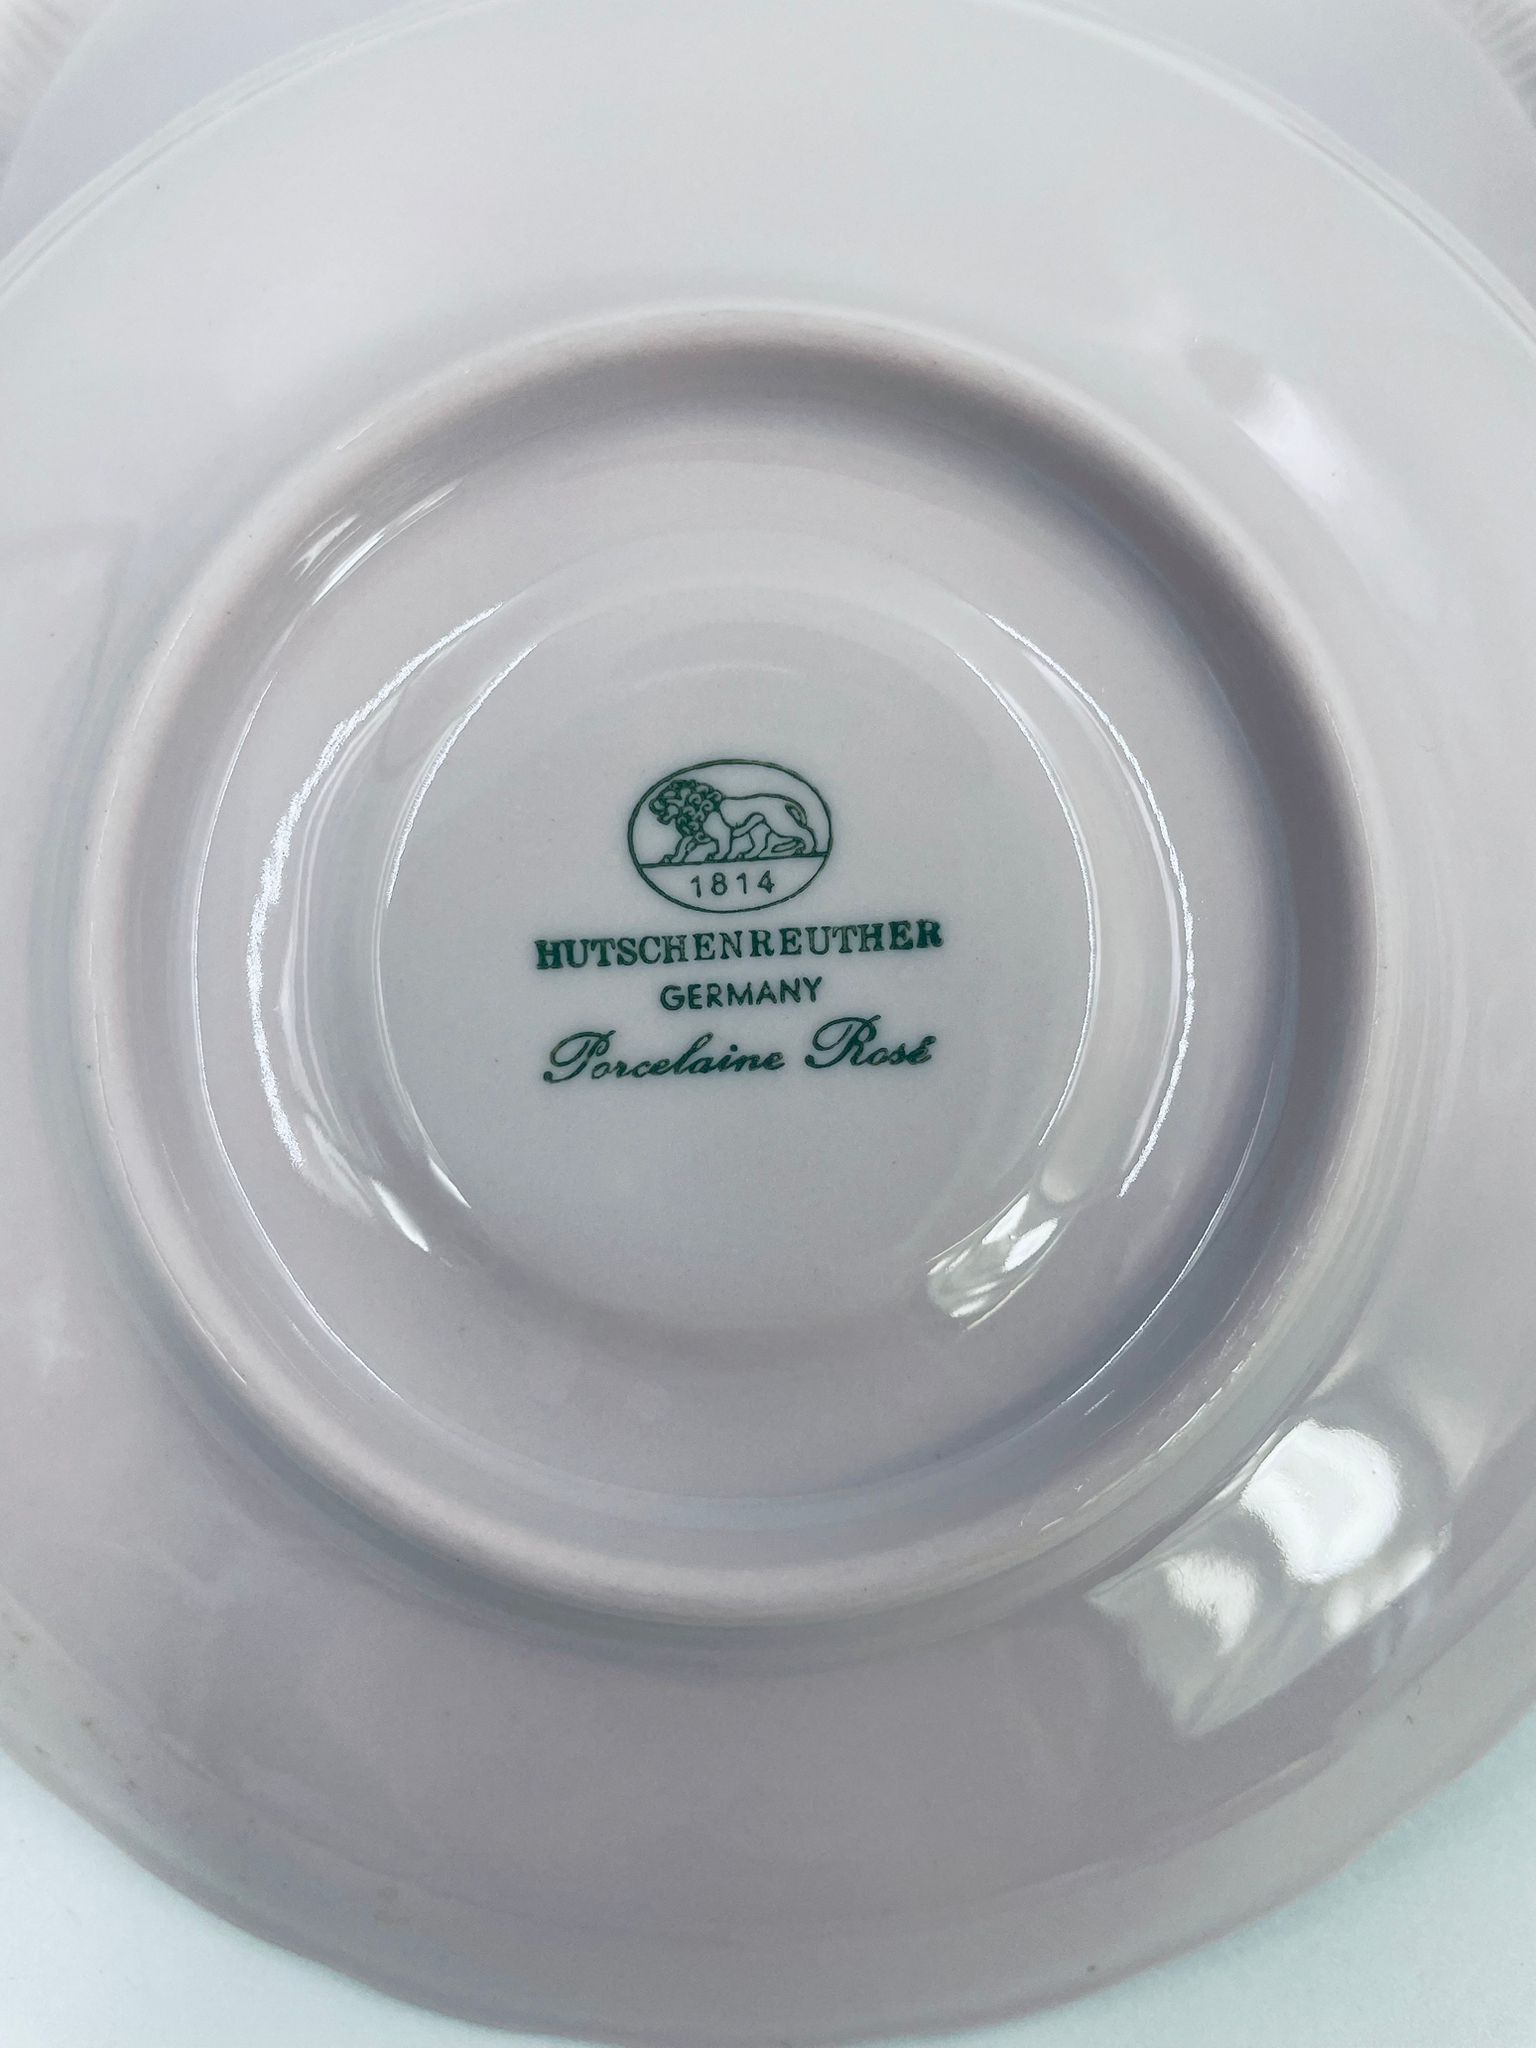 1814
HUTSCHENREUTHER
GERMANY
Porcelaine Rosé